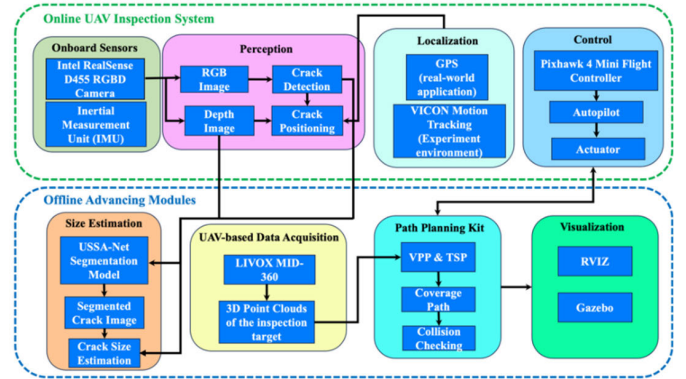 Online UAV Inspection System
Onboard Sensors
Intel RealSense
D455 RGBD
Camera
Inertial
Measurement
Unit (IMU)
Perception
RGB
Image
Crack
Detection
Depth
Image
Crack
Positioning
Localization
GPS
(real-world
application)
VICON Motion
Tracking
(Experiment
environment)
Control
Pixhawk 4 Mini Flight
Controller
Autopilot
Actuator
Offline Advancing Modules
Size Estimation
USSA-Net
Segmentation
Model
Segmented
Crack Image
Crack Size
Estimation
UAV-based Data Acquisition
LIVOX MID-
360
3D Point Clouds
of the inspection
target
Path Planning Kit
VPP & TSP
Coverage
Path
Collision
Checking
Visualization
RVIZ
Gazebo